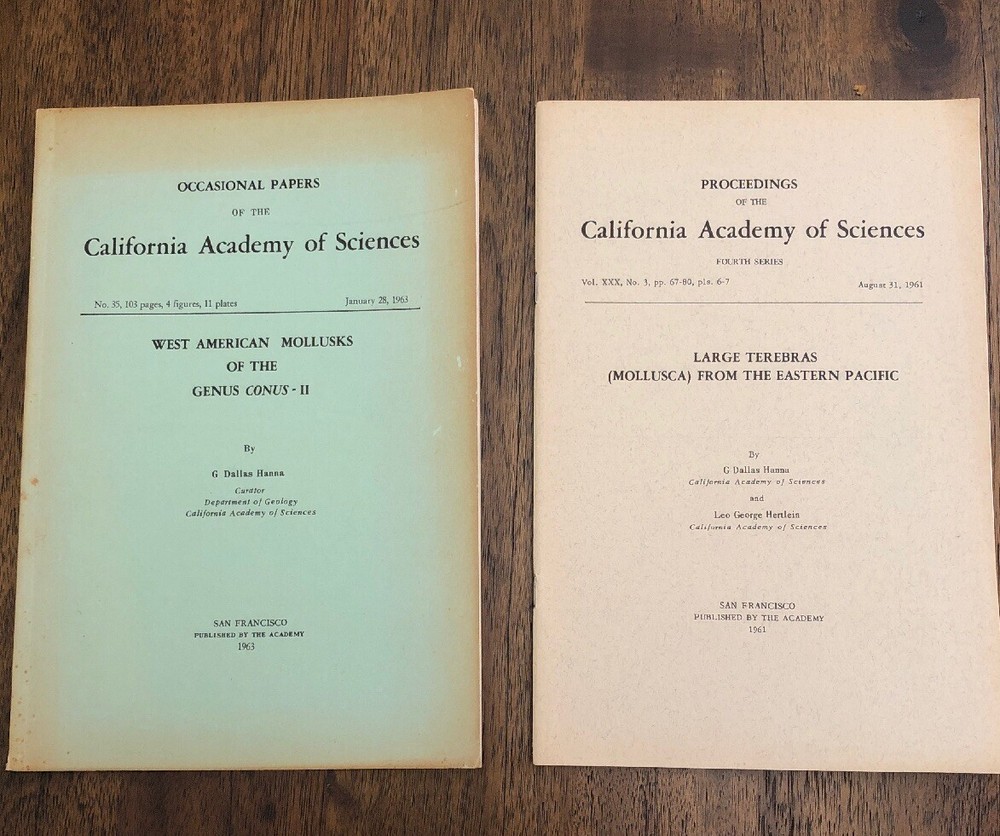 OCCASIONAL PAPERS
OF THE
California Academy of Sciences
No. 35, 103 pages, 4 figures, 11 plates January 28, 1963
WEST AMERICAN MOLLUSKS
OF THE
GENUS CONUS - II
By
G Dallas Hanna
Curator
Department of Geology
California Academy of Sciences
SAN FRANCISCO
PUBLISHED BY THE ACADEMY
1963
PROCEEDINGS
OF THE
California Academy of Sciences
FOURTH SERIES
Vol. XXX, No. 3, pp. 67-80, pls. 6-7 August 31, 1961
LARGE TEREBRAS
(MOLLUSCA) FROM THE EASTERN PACIFIC
By
G Dallas Hanna
California Academy of Sciences
and
Leo George Hertlein
California Academy of Sciences
SAN FRANCISCO
PUBLISHED BY THE ACADEMY
1961